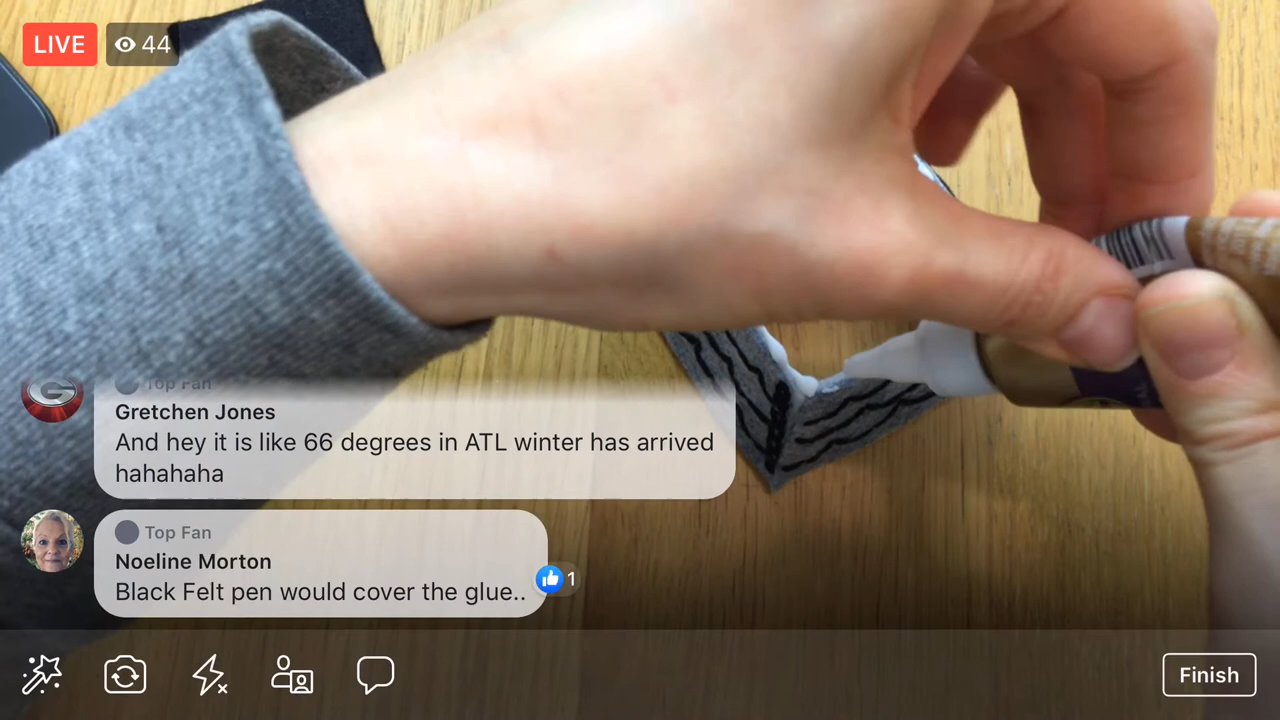 LIVE
44
Top Fan
Gretchen Jones
And hey it is like 66 degrees in ATL winter has arrived
hahahaha
Top Fan
Noeline Morton
Black Felt pen would cover the glue..
1
Finish